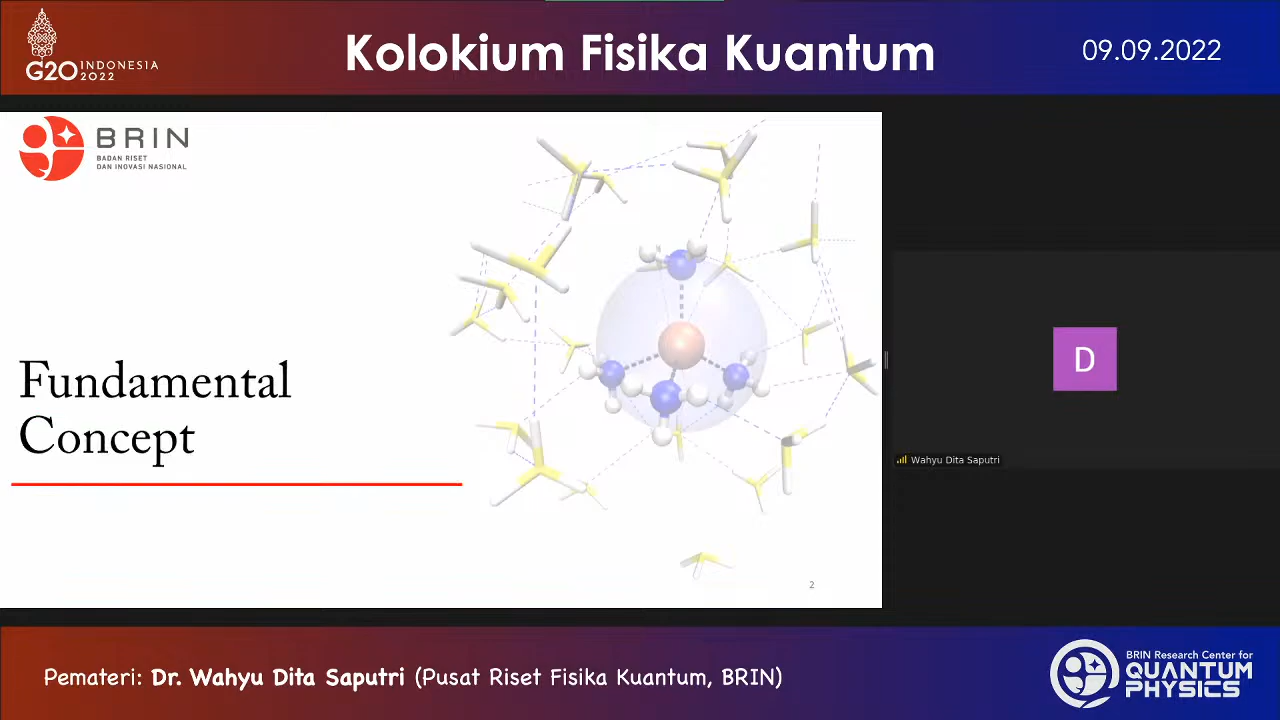 G20 INDONESIA
2022
Kolokium Fisika Kuantum
09.09.2022
BRIN
BADAN RISET
DAN INOVASI NASIONAL
Fundamental
Concept
2
D
Wahyu Dita Saputri
Pemateri: Dr. Wahyu Dita Saputri (Pusat Riset Fisika Kuantum, BRIN)
BRIN Research Center for
QUANTUM
PHYSICS